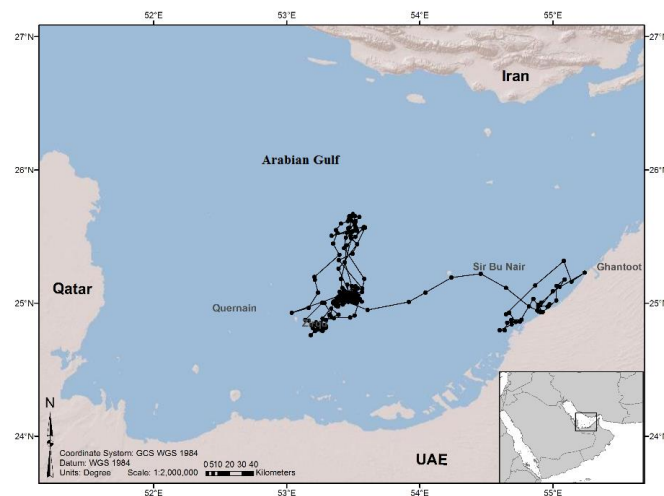 52°E 53°E 54°E 55°E
27°N 27°N
Iran
Arabian Gulf
26°N 26°N
Sir Bu Nair Ghantoot
Qatar
Quernain
25°N 25°N
N
24°N 24°N
Coordinate System: GCS WGS 1984
Datum: WGS 1984
Units: Degree Scale: 1:2,000,000 0 5 10 20 30 40 Kilometers
UAE
52°E 53°E 54°E 55°E